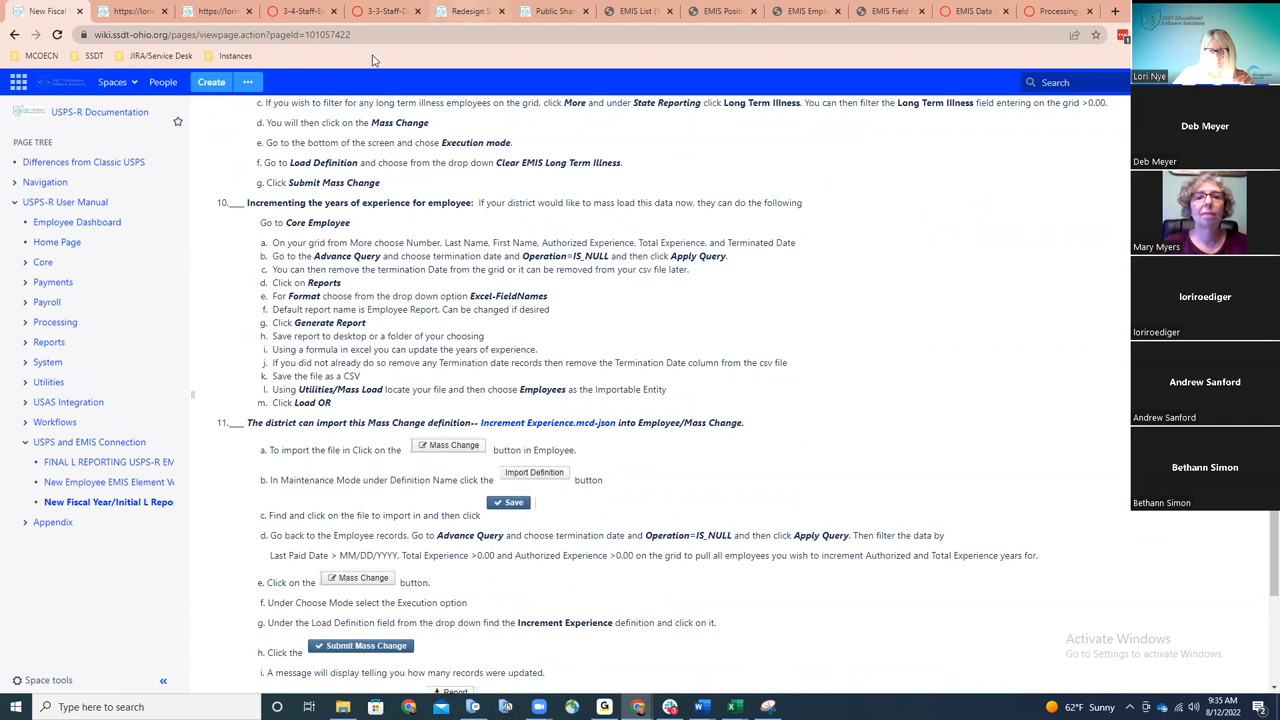 3-4-Staff-E
3-3-Staff-D
Redesign S
Public Sha
EMIS List (
EMIS Positi
EMIS Empl
EMIS Field
EMIS Data
Processing
wiki.ssdt-ohio.org/pages/viewpage.action?pageId=101057422
MCOECN SSDT JIRA/Service Desk Instances
Spaces People Create ... Search
USPS-R Documentation
PAGE TREE
Differences from Classic USPS
Navigation
USPS-R User Manual
Employee Dashboard
Home Page
Core
Payments
Payroll
Processing
Reports
System
Utilities
USAS Integration
Workflows
USPS and EMIS Connection
FINAL L REPORTING USPS-R EM
New Employee EMIS Element Ve
New Fiscal Year/Initial L Repo
Appendix
Space tools
c. If you wish to filter for any long term illness employees on the grid, click More and under State Reporting click Long Term Illness. You can then filter the Long Term Illness field entering on the grid >0.00.
d. You will then click on the Mass Change
e. Go to the bottom of the screen and chose Execution mode.
f. Go to Load Definition and choose from the drop down Clear EMIS Long Term Illness.
g. Click Submit Mass Change
10.___ Incrementing the years of experience for employee: If your district would like to mass load this data now, they can do the following
Go to Core Employee
a. On your grid from More choose Number, Last Name, First Name, Authorized Experience, Total Experience, and Terminated Date
b. Go to the Advance Query and choose termination date and Operation=IS_NULL and then click Apply Query.
c. You can then remove the termination Date from the grid or it can be removed from your csv file later.
d. Click on Reports
e. For Format choose from the drop down option Excel-FieldNames
f. Default report name is Employee Report. Can be changed if desired
g. Click Generate Report
h. Save report to desktop or a folder of your choosing
i. Using a formula in excel you can update the years of experience.
j. If you did not already do so remove any Termination date records then remove the Termination Date column from the csv file
k. Save the file as a CSV
l. Using Utilities/Mass Load locate your file and then choose Employees as the Importable Entity
m. Click Load OR
11.___ The district can import this Mass Change definition-- Increment Experience.mcd-json into Employee/Mass Change.
a. To import the file in Click on the Mass Change button in Employee.
b. In Maintenance Mode under Definition Name click the Import Definition button
c. Find and click on the file to import in and then click Save
d. Go back to the Employee records. Go to Advance Query and choose termination date and Operation=IS_NULL and then click Apply Query. Then filter the data by
Last Paid Date > MM/DD/YYYY, Total Experience >0.00 and Authorized Experience >0.00 on the grid to pull all employees you wish to increment Authorized and Total Experience years for.
e. Click on the Mass Change button.
f. Under Choose Mode select the Execution option
g. Under the Load Definition field from the drop down find the Increment Experience definition and click on it.
h. Click the Submit Mass Change
i. A message will display telling you how many records were updated.
Report
Activate Windows
Go to Settings to activate Windows.
SSDT Educational
Software Solutions
Lori Nye
Deb Meyer
Deb Meyer
Mary Myers
loriroediger
loriroediger
Andrew Sanford
Andrew Sanford
Bethann Simon
Bethann Simon
Type here to search
62°F Sunny
9:35 AM
8/12/2022
2